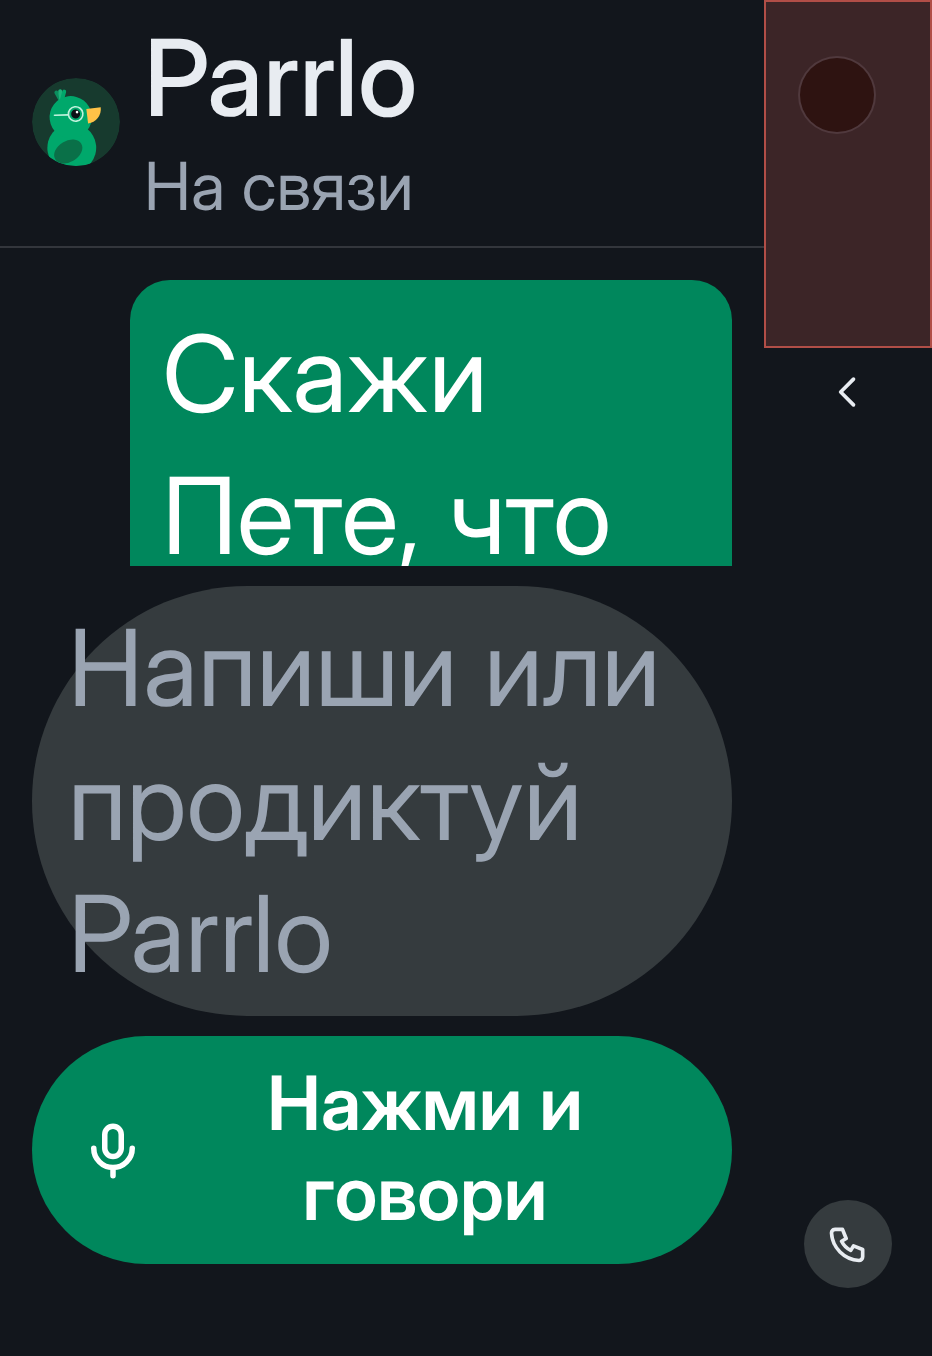 Parrlo
На связи
Скажи
Пете, что
Напиши или
продиктуй
Parrlo
Нажми и
говори